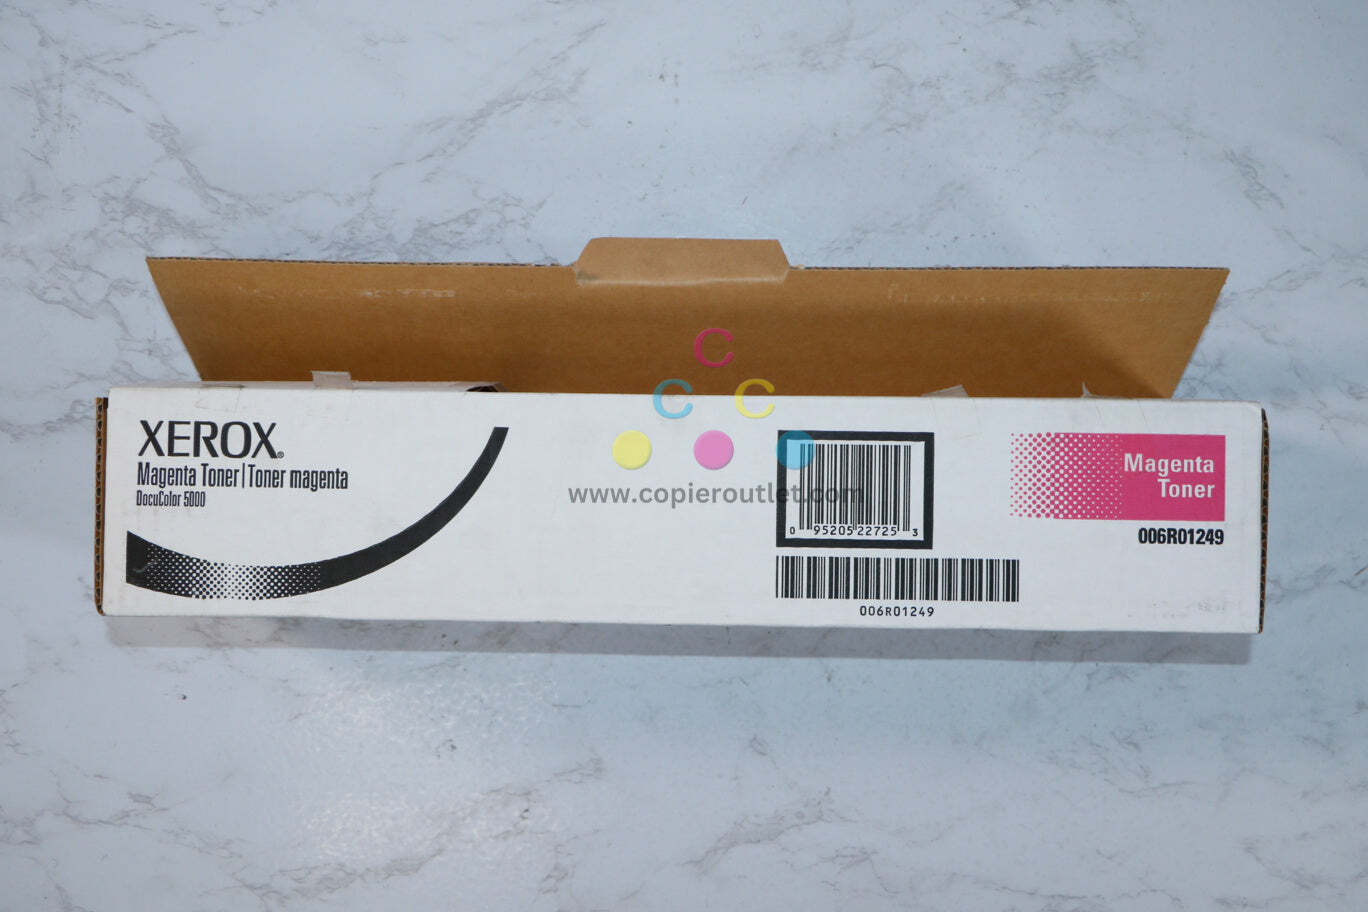 XEROX®
Magenta Toner | Toner magenta
DocuColor 5000
C
C C
www.copieroutlet.com
0 95205 22725 3
006R01249
Magenta
Toner
006R01249